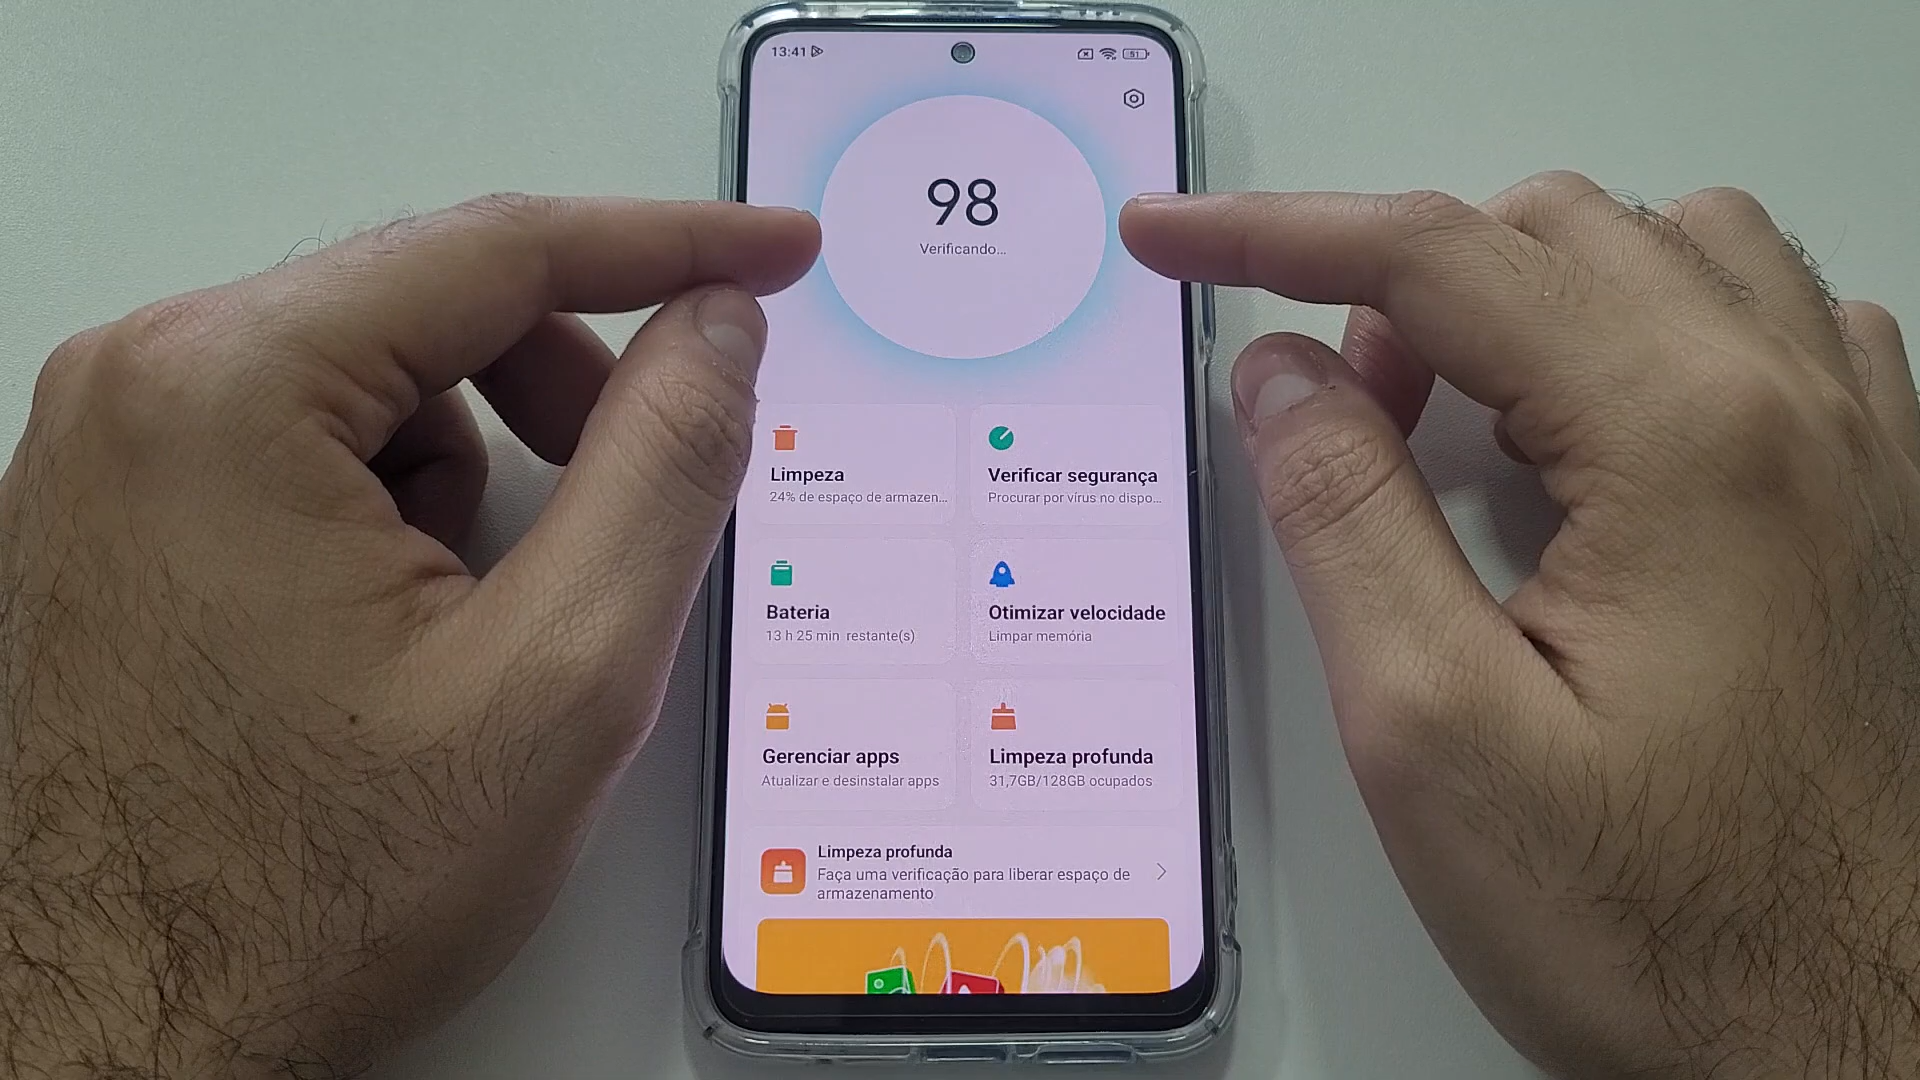 13:41
51
98
Verificando...
Limpeza
24% de espaço de armazen...
Verificar segurança
Procurar por vírus no dispo...
Bateria
13 h 25 min restante(s)
Otimizar velocidade
Limpar memória
Gerenciar apps
Atualizar e desinstalar apps
Limpeza profunda
31,7GB/128GB ocupados
Limpeza profunda
Faça uma verificação para liberar espaço de
armazenamento